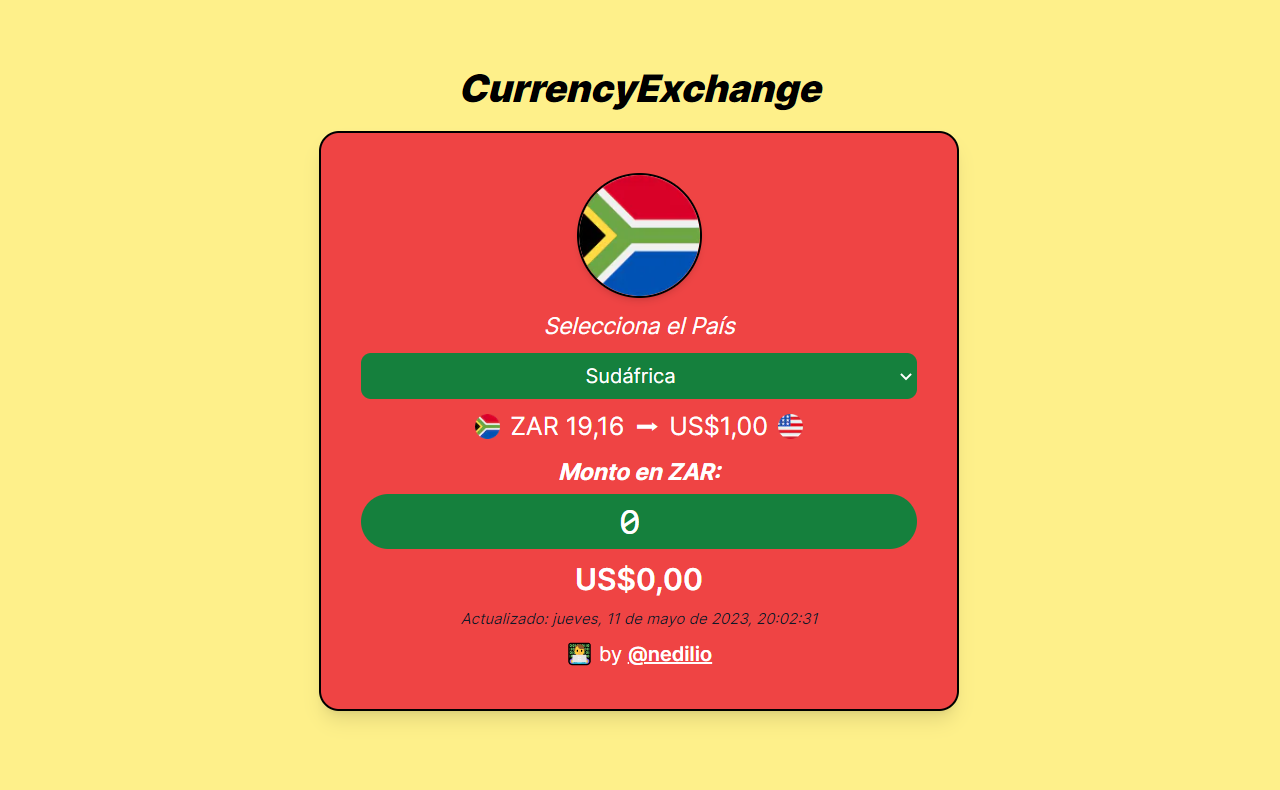 CurrencyExchange
Selecciona el País
Sudáfrica
ZAR 19,16 ➞ US$1,00
Monto en ZAR:
0
US$0,00
Actualizado: jueves, 11 de mayo de 2023, 20:02:31
by @nedilio